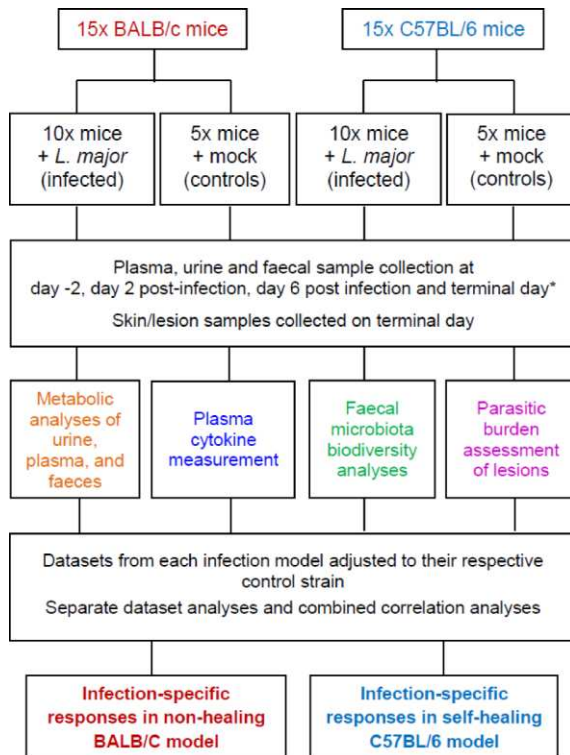 15x BALB/c mice
15x C57BL/6 mice
10x mice
+ L. major
(infected)
5x mice
+ mock
(controls)
10x mice
+ L. major
(infected)
5x mice
+ mock
(controls)
Plasma, urine and faecal sample collection at
day -2, day 2 post-infection, day 6 post infection and terminal day*
Skin/lesion samples collected on terminal day
Metabolic
analyses of
urine,
plasma, and
faeces
Plasma
cytokine
measurement
Faecal
microbiota
biodiversity
analyses
Parasitic
burden
assessment
of lesions
Datasets from each infection model adjusted to their respective
control strain
Separate dataset analyses and combined correlation analyses
Infection-specific
responses in non-healing
BALB/C model
Infection-specific
responses in self-healing
C57BL/6 model